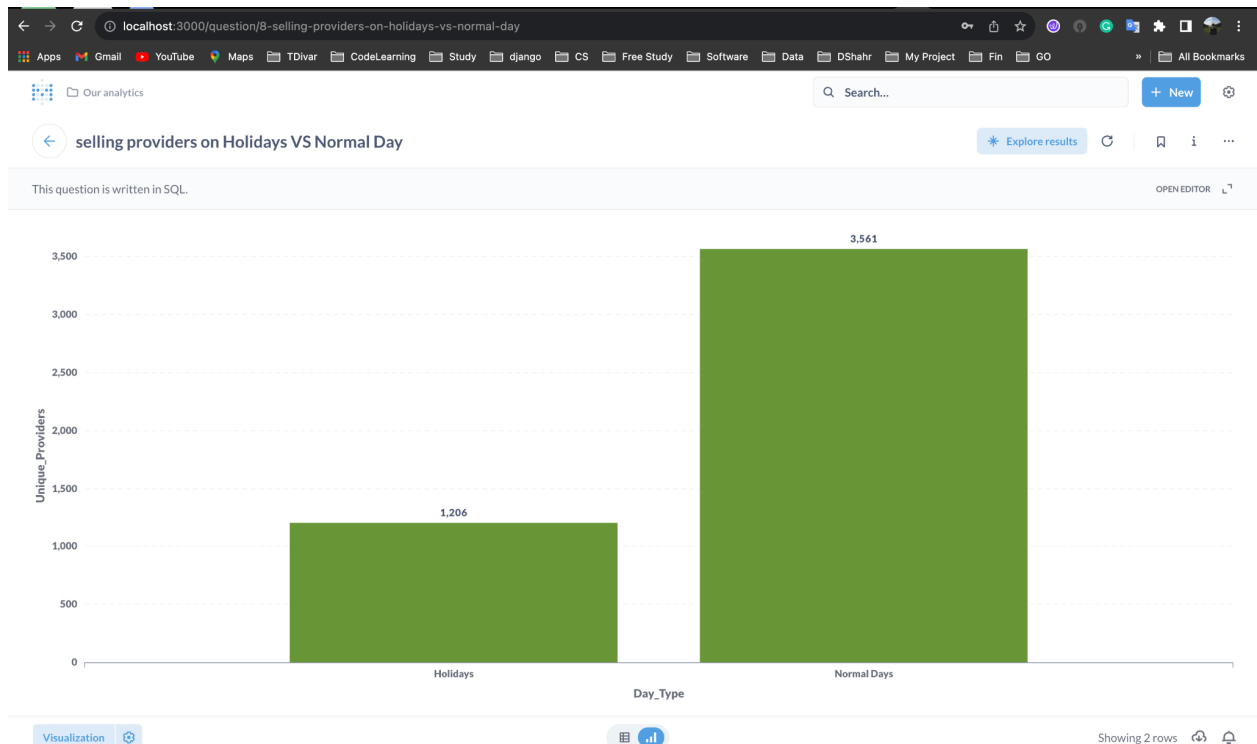 localhost:3000/question/8-selling-providers-on-holidays-vs-normal-day
Apps Gmail YouTube Maps TDivar CodeLearning Study django CS Free Study Software Data DShahr My Project Fin GO » All Bookmarks
Our analytics Search... + New
selling providers on Holidays VS Normal Day Explore results
This question is written in SQL. OPEN EDITOR
3,561
3,500
3,000
2,500
2,000
1,500
1,206
1,000
500
0
Unique_Providers
Holidays Normal Days
Day_Type
Visualization Showing 2 rows